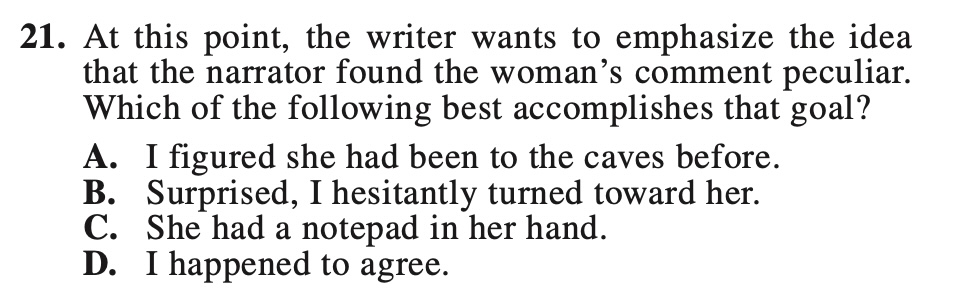 21. At this point, the writer wants to emphasize the idea
that the narrator found the woman's comment peculiar.
Which of the following best accomplishes that goal?
A. I figured she had been to the caves before.
B. Surprised, I hesitantly turned toward her.
C. She had a notepad in her hand.
D. I happened to agree.